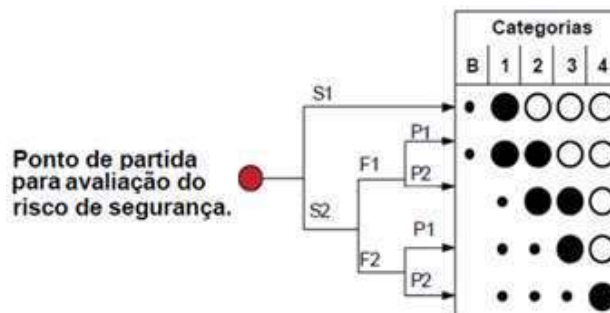 Categorias
B 1 2 3 4
S1
P1
Ponto de partida
para avaliação do
risco de segurança.
F1
P2
S2
P1
F2
P2